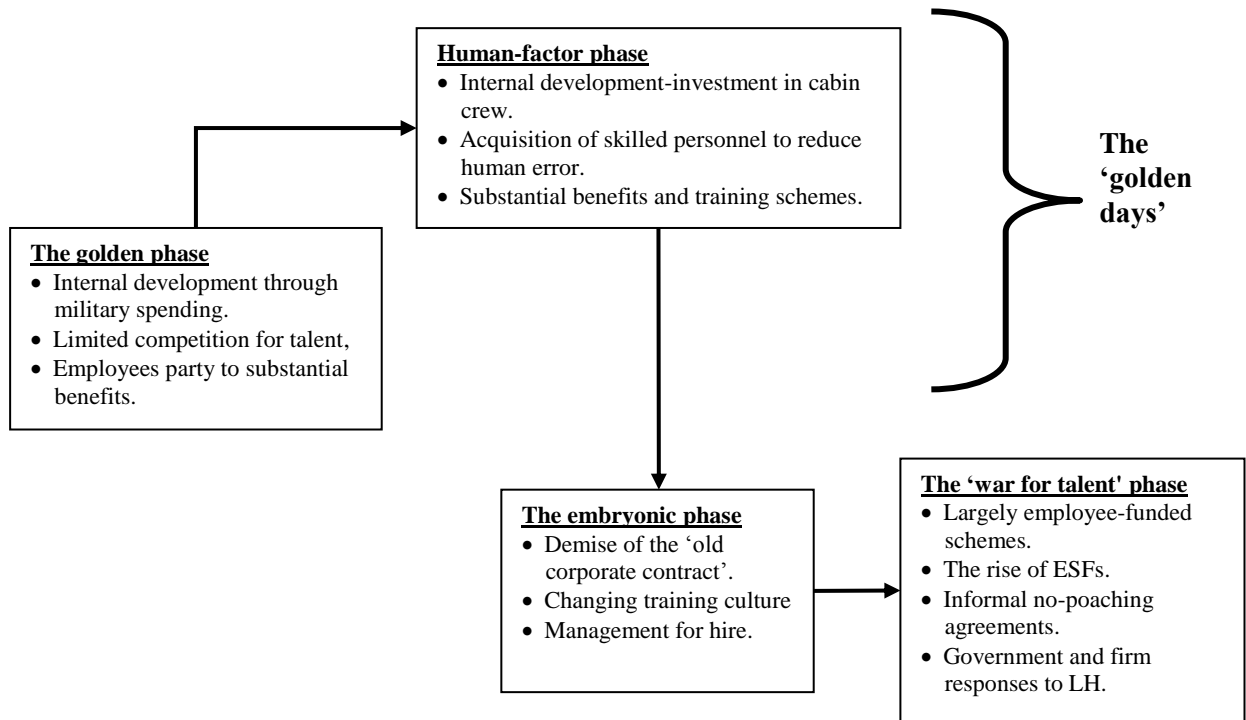 Human-factor phase
• Internal development-investment in cabin
crew.
• Acquisition of skilled personnel to reduce
human error.
• Substantial benefits and training schemes.
The
‘golden
days’
The golden phase
• Internal development through
military spending.
• Limited competition for talent,
• Employees party to substantial
benefits.
The embryonic phase
• Demise of the ‘old
corporate contract’.
• Changing training culture
• Management for hire.
The ‘war for talent' phase
• Largely employee-funded
schemes.
• The rise of ESFs.
• Informal no-poaching
agreements.
• Government and firm
responses to LH.